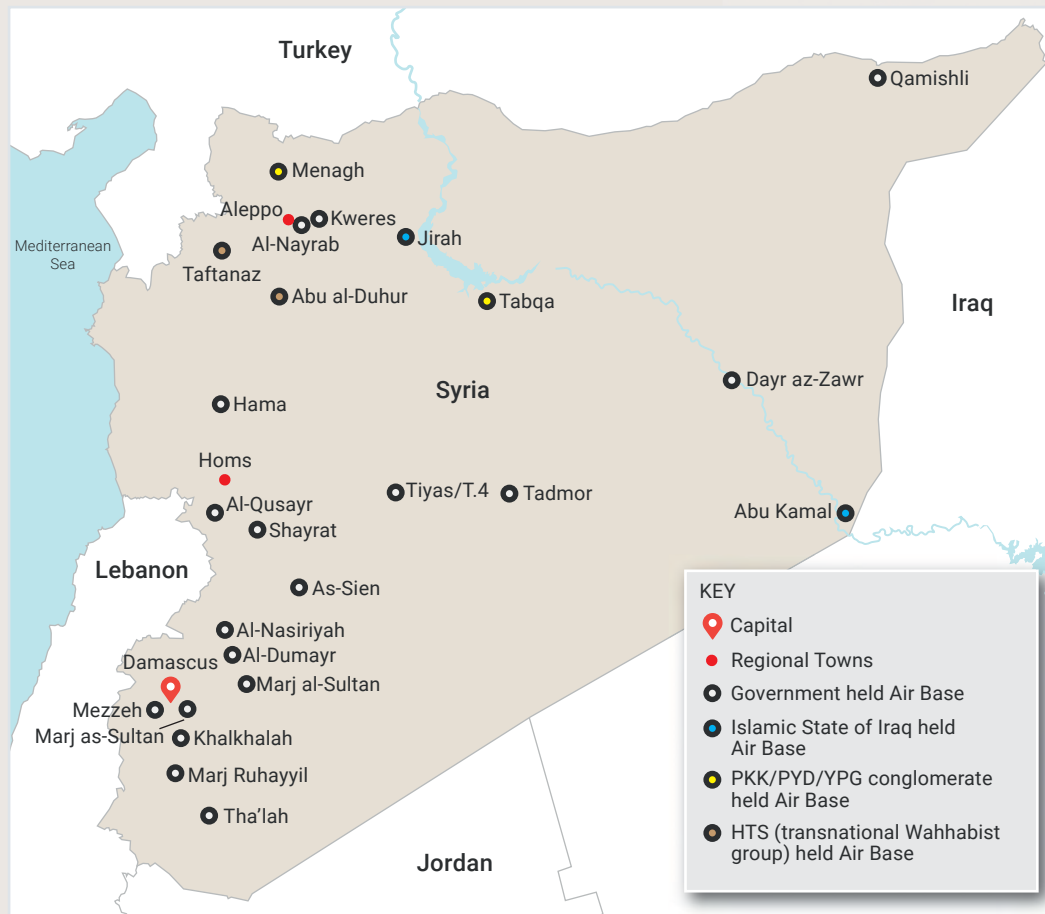 Turkey
Qamishli
Menagh
Aleppo
Kweres
Al-Nayrab
Jirah
Mediterranean
Sea
Taftanaz
Abu al-Duhur
Tabqa
Iraq
Dayr az-Zawr
Syria
Hama
Homs
Tiyas/T.4
Tadmor
Al-Qusayr
Abu Kamal
Shayrat
Lebanon
As-Sien
Al-Nasiriyah
Al-Dumayr
Damascus
Marj al-Sultan
Mezzeh
Marj as-Sultan
Khalkhalah
Marj Ruhayyil
Tha’lah
Jordan
KEY
Capital
Regional Towns
Government held Air Base
Islamic State of Iraq held
Air Base
PKK/PYD/YPG conglomerate
held Air Base
HTS (transnational Wahhabist
group) held Air Base